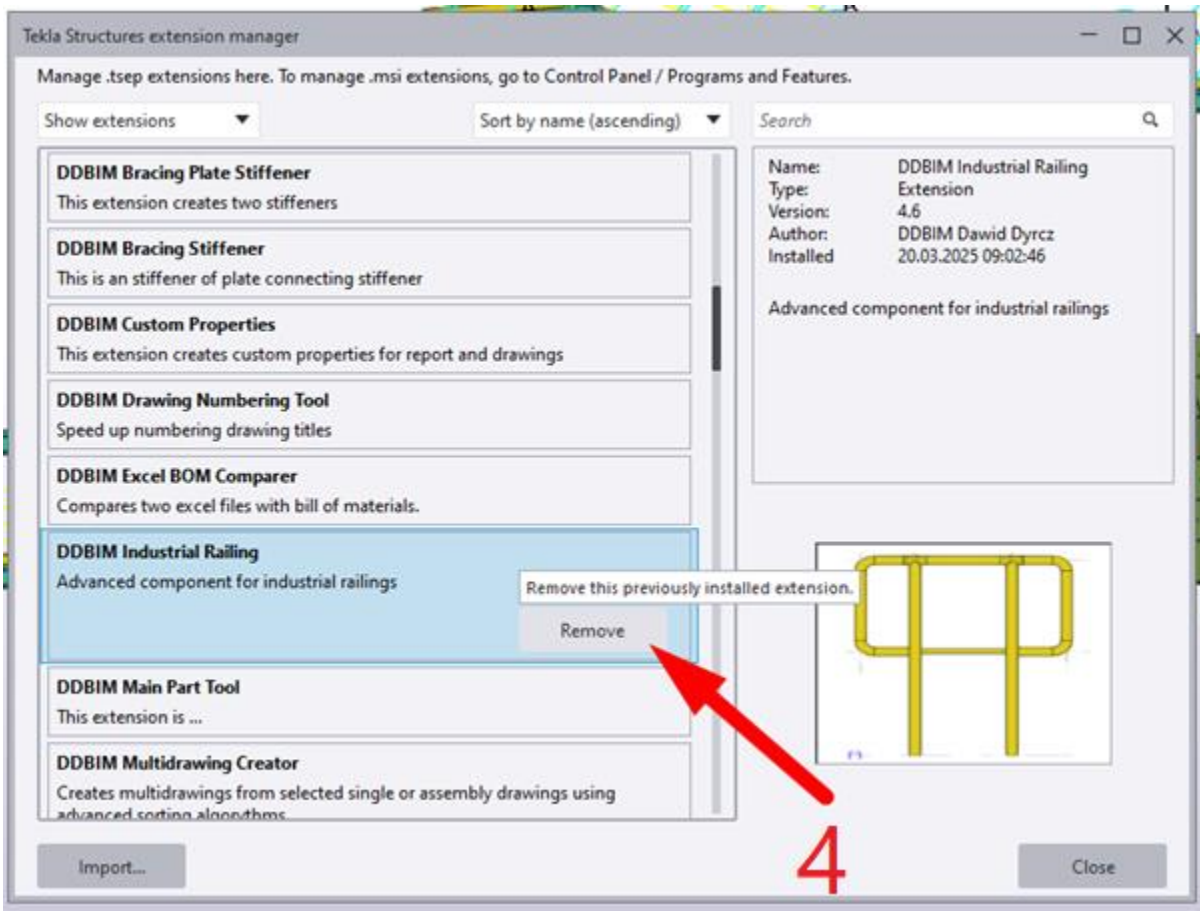 Tekla Structures extension manager
Manage .tsep extensions here. To manage .msi extensions, go to Control Panel / Programs and Features.
Show extensions
Sort by name (ascending)
Search
DDBIM Bracing Plate Stiffener
This extension creates two stiffeners
DDBIM Bracing Stiffener
This is an stiffener of plate connecting stiffener
DDBIM Custom Properties
This extension creates custom properties for report and drawings
DDBIM Drawing Numbering Tool
Speed up numbering drawing titles
DDBIM Excel BOM Comparer
Compares two excel files with bill of materials.
DDBIM Industrial Railing
Advanced component for industrial railings
Remove this previously installed extension.
Remove
DDBIM Main Part Tool
This extension is ...
DDBIM Multidrawing Creator
Creates multidrawings from selected single or assembly drawings using
advanced sorting algorythms.
Name: DDBIM Industrial Railing
Type: Extension
Version: 4.6
Author: DDBIM Dawid Dyrcz
Installed 20.03.2025 09:02:46
Advanced component for industrial railings
4
Import...
Close